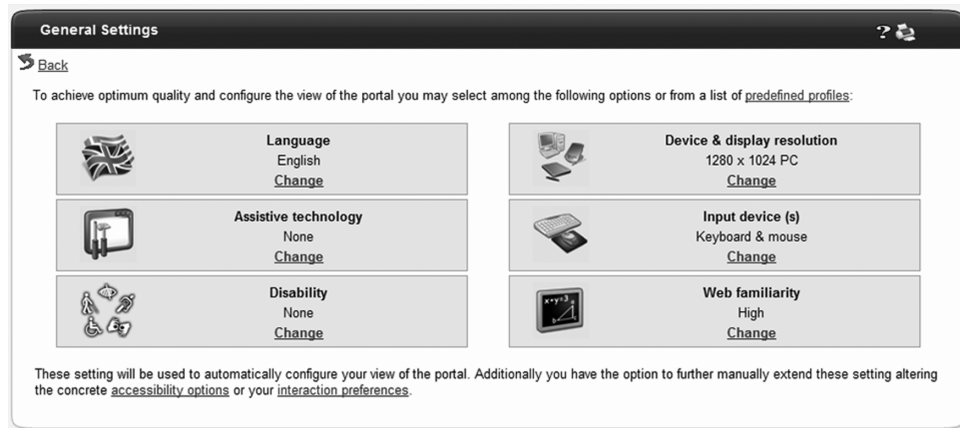 General Settings
?
Back
To achieve optimum quality and configure the view of the portal you may select among the following options or from a list of predefined profiles:
Language
English
Change
Device & display resolution
1280 x 1024 PC
Change
Assistive technology
None
Change
Input device (s)
Keyboard & mouse
Change
Disability
None
Change
x+y=3
Web familiarity
High
Change
These setting will be used to automatically configure your view of the portal. Additionally you have the option to further manually extend these setting altering
the concrete accessibility options or your interaction preferences.